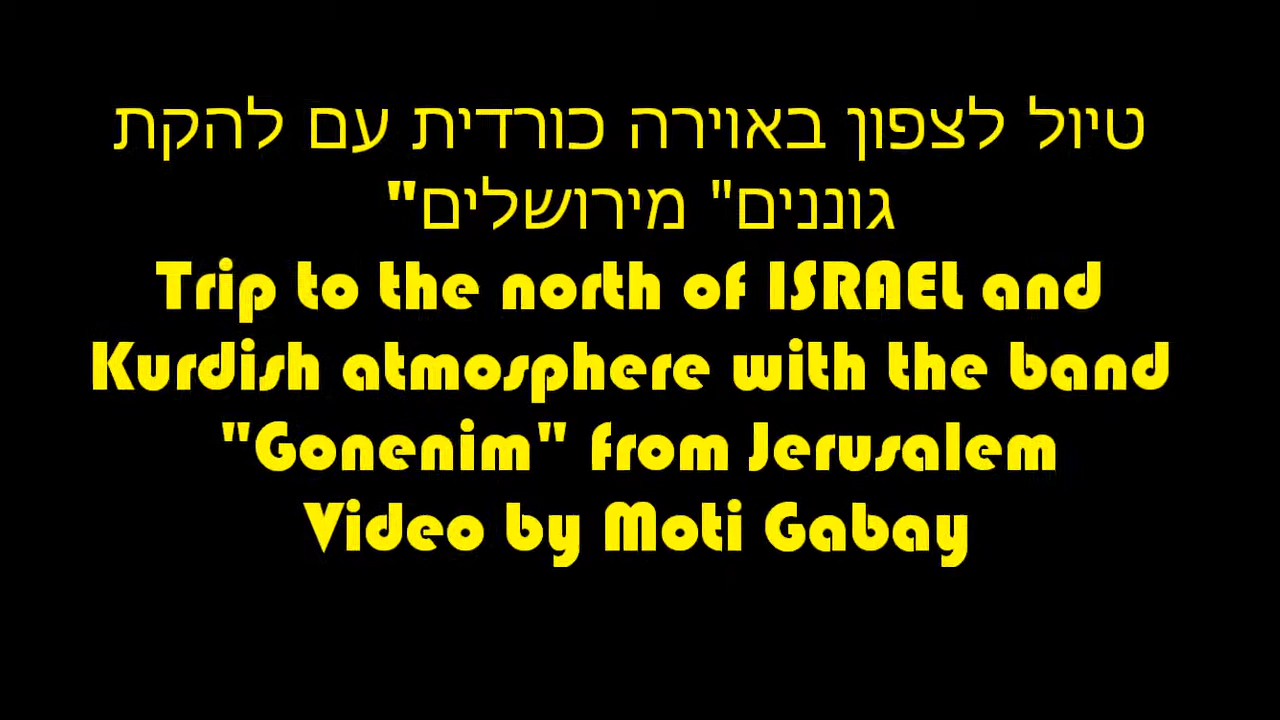 טיול לצפון באוירה כורדית עם להקת
גוננים" מירושלים"
Trip to the north of ISRAEL and
Kurdish atmosphere with the band
"Gonenim" from Jerusalem
Video by Moti Gabay